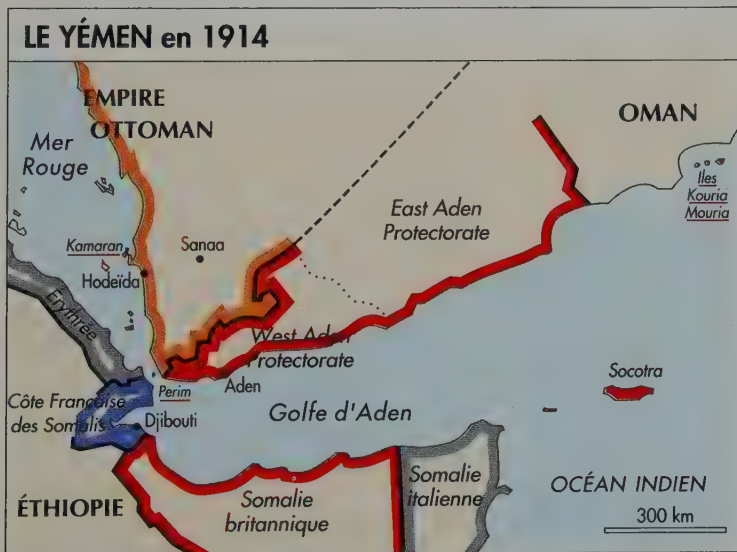 LE YÉMEN en 1914
EMPIRE
OTTOMAN
OMAN
Mer
Rouge
Iles
Kouria
Mouria
East Aden
Protectorate
Kamaran
Sanaa
Hodeïda
Erythrée
West Aden
Protectorate
Socotra
Perim
Aden
Côte Française
des Somalis
Djibouti
Golfe d'Aden
Somalie
italienne
OCÉAN INDIEN
ÉTHIOPIE
Somalie
britannique
300 km